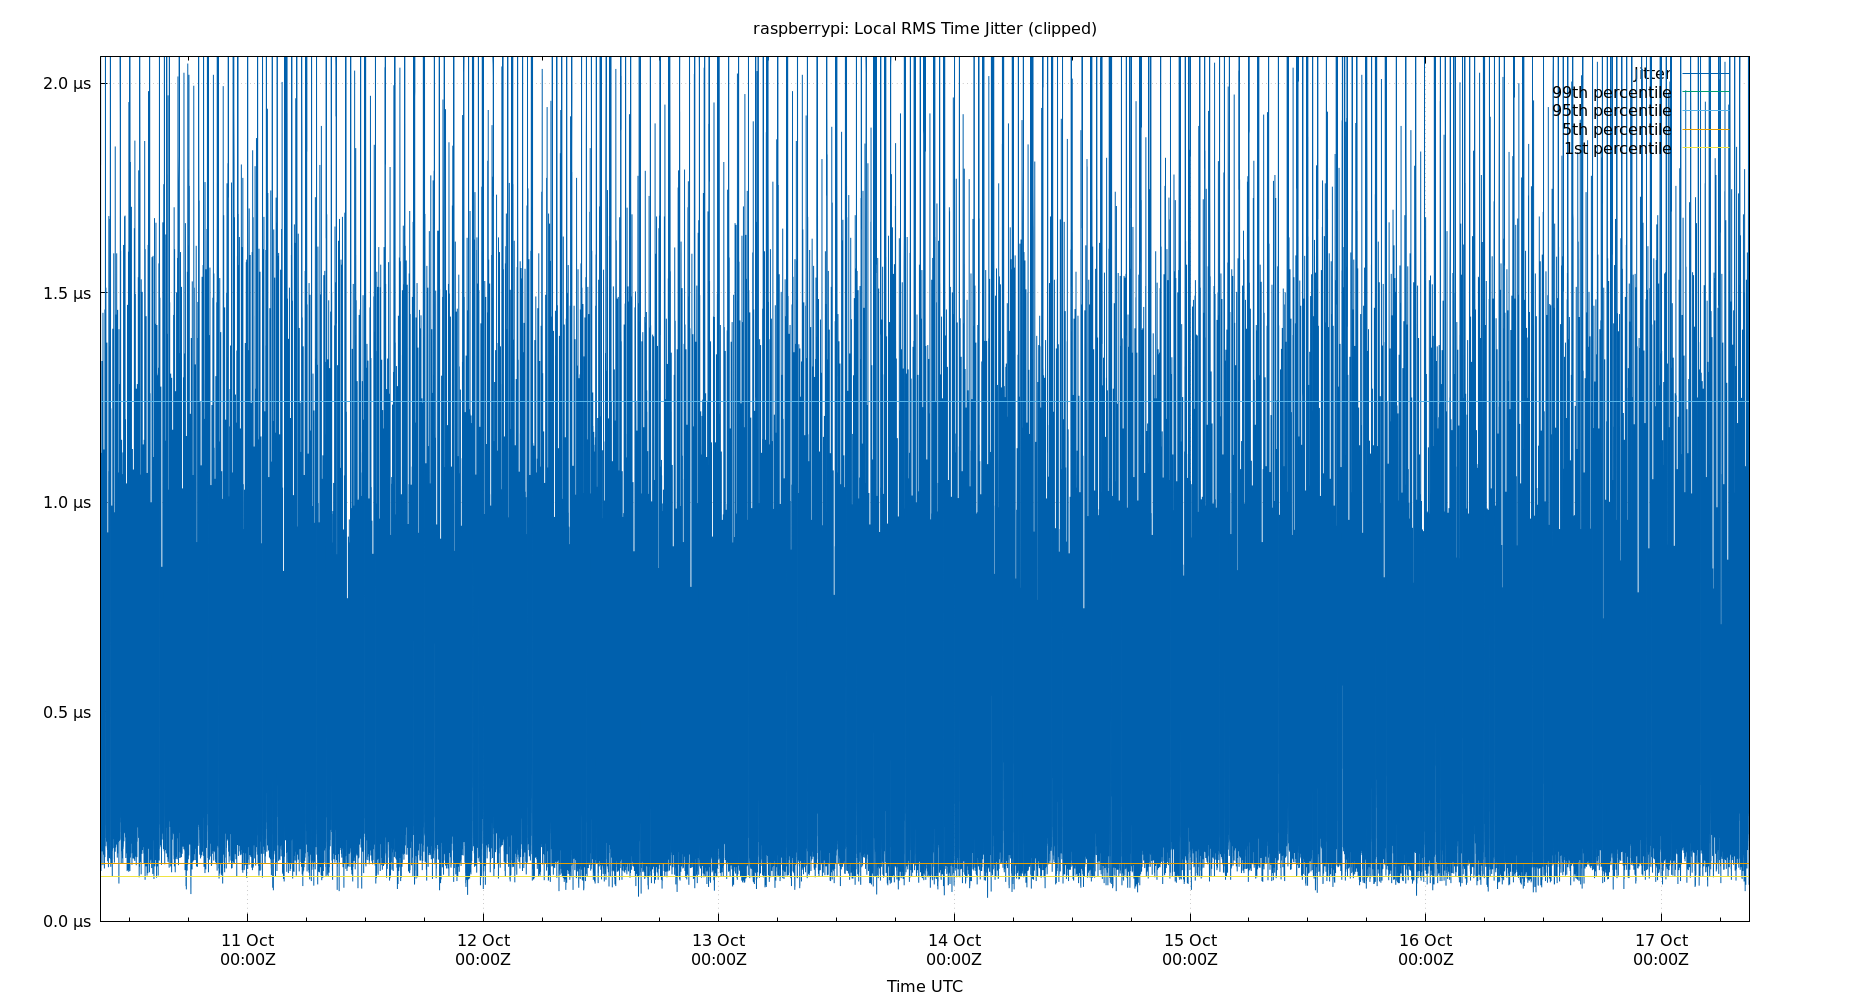 raspberrypi: Local RMS Time Jitter (clipped)
2.0 µs
1.5 µs
1.0 µs
0.5 µs
0.0 µs
Jitter
99th percentile
95th percentile
5th percentile
1st percentile
11 Oct 12 Oct 13 Oct 14 Oct 15 Oct 16 Oct 17 Oct
00:00Z 00:00Z 00:00Z 00:00Z 00:00Z 00:00Z 00:00Z
Time UTC